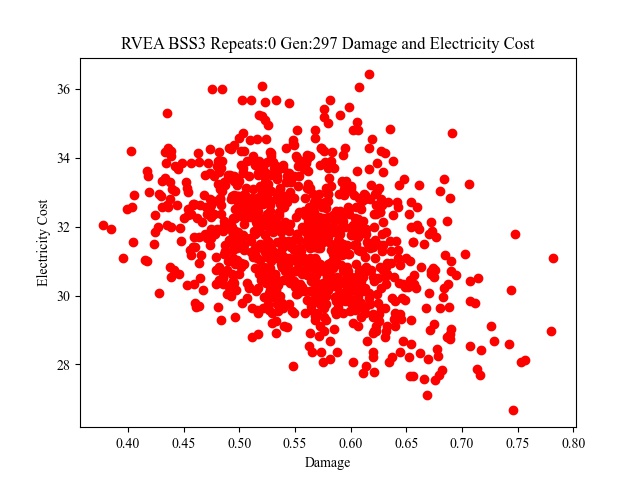 RVEA BSS3 Repeats:0 Gen:297 Damage and Electricity Cost
36
34
32
30
28
Electricity Cost
0.40 0.45 0.50 0.55 0.60 0.65 0.70 0.75 0.80
Damage